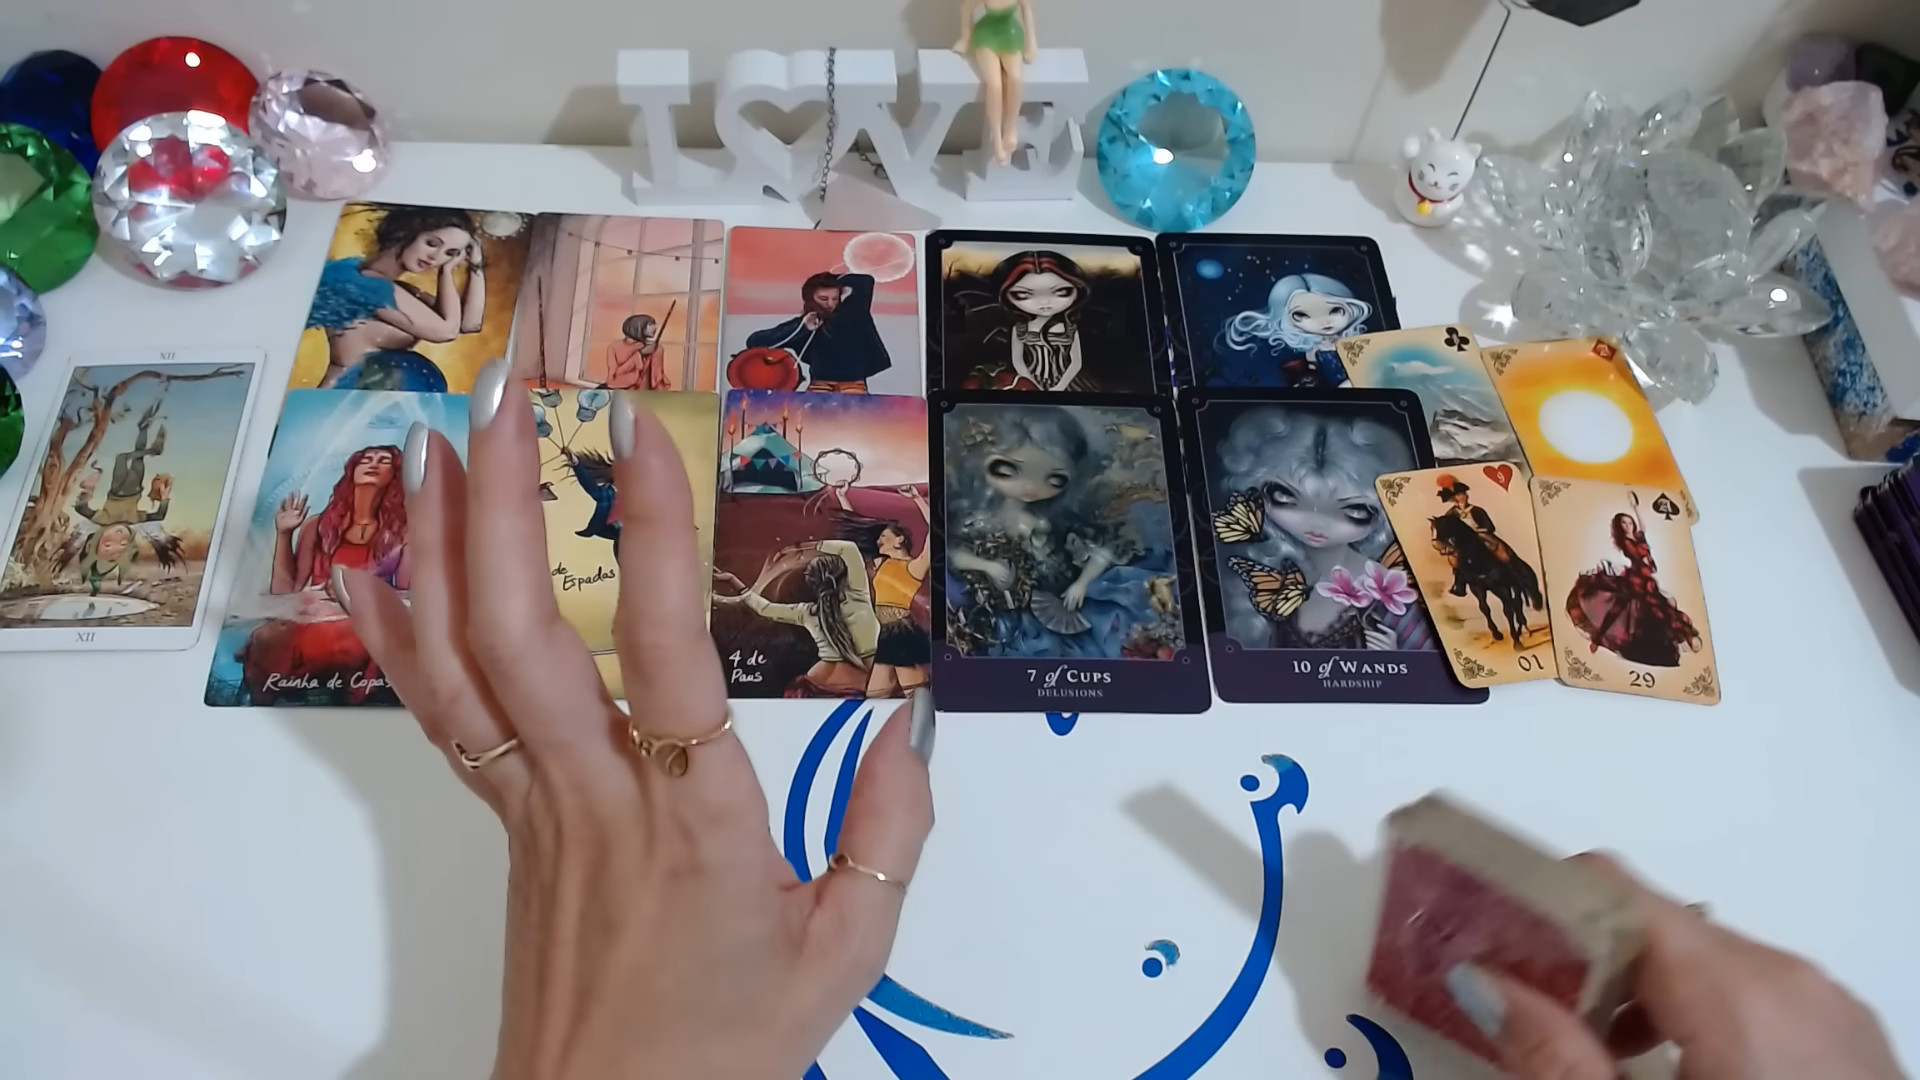 LOVE
XII
XII
Rainha de Copas
de
Espadas
4 de
Paus
7 of CUPS
DELUSIONS
10 of WANDS
HARDSHIP
9
01
A
29